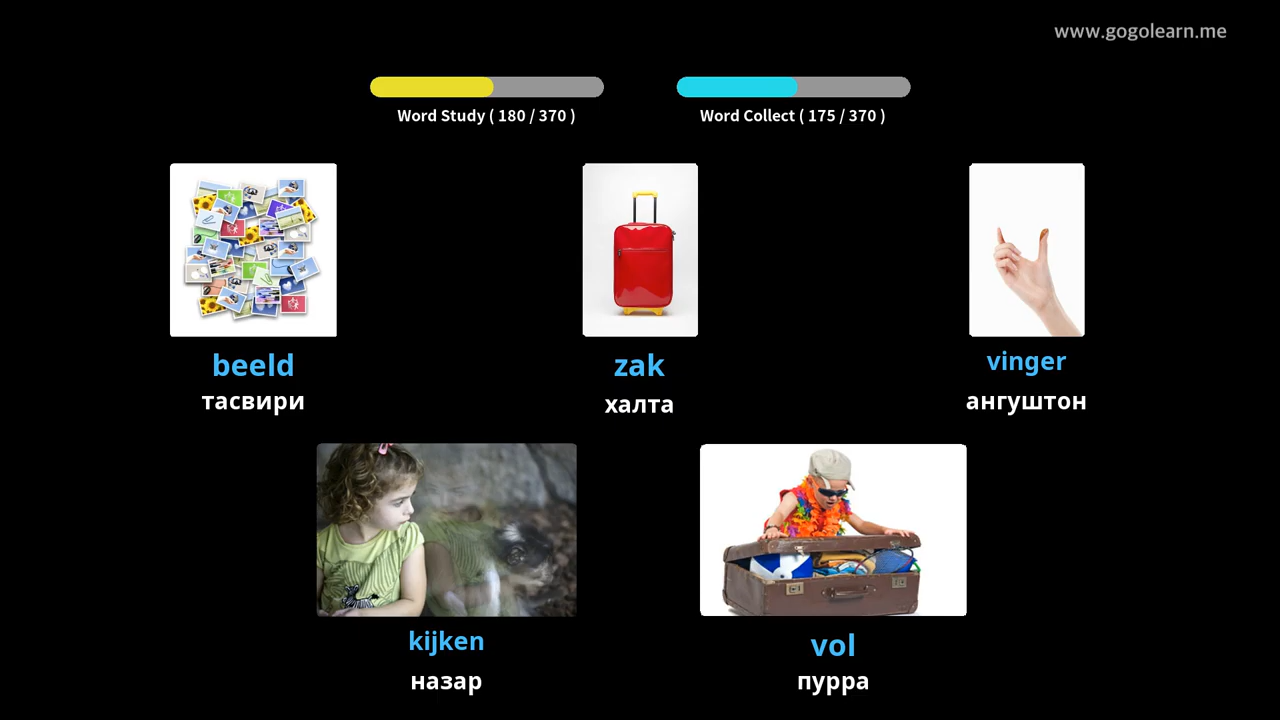 www.gogolearn.me
Word Study ( 180 / 370 )
Word Collect ( 175 / 370 )
beeld
тасвири
zak
халта
vinger
ангуштон
kijken
назар
vol
пурра